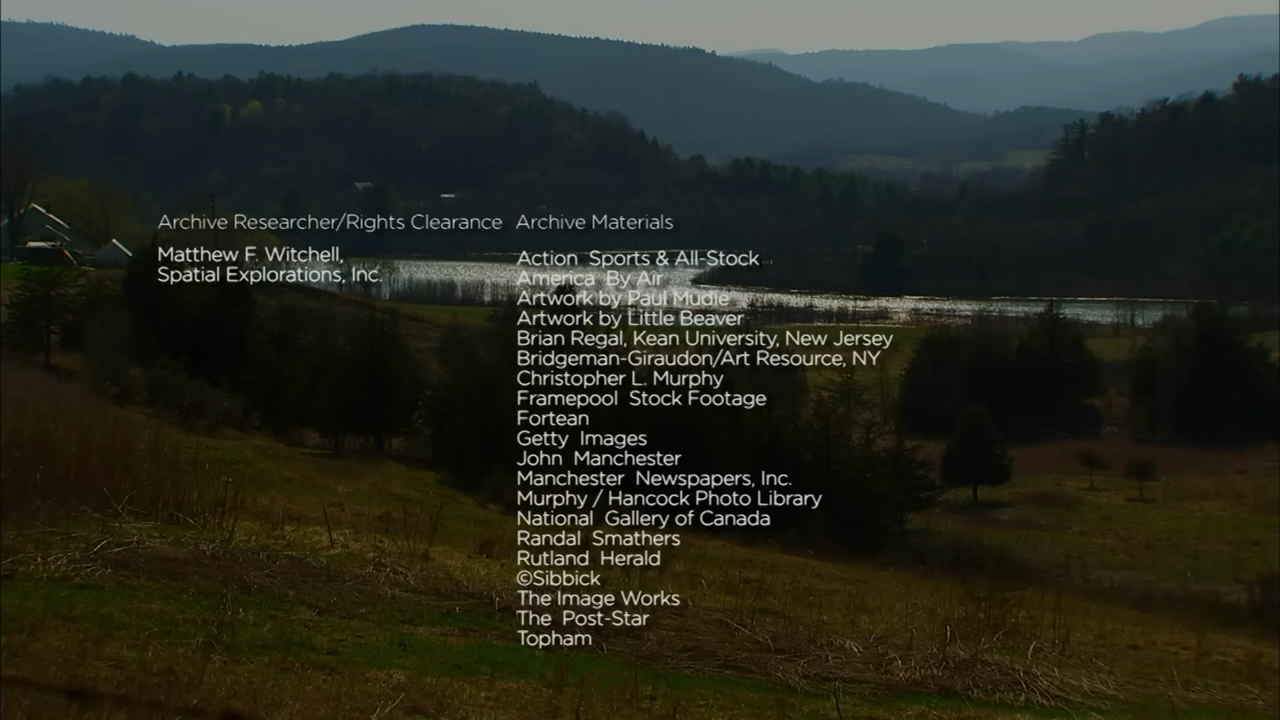 Archive Researcher/Rights Clearance
Matthew F. Witchell,
Spatial Explorations, Inc.
Archive Materials
Action Sports & All-Stock
America By Air
Artwork by Paul Mudie
Artwork by Little Beaver
Brian Regal, Kean University, New Jersey
Bridgeman-Giraudon/Art Resource, NY
Christopher L. Murphy
Framepool Stock Footage
Fortean
Getty Images
John Manchester
Manchester Newspapers, Inc.
Murphy / Hancock Photo Library
National Gallery of Canada
Randal Smathers
Rutland Herald
©Sibbick
The Image Works
The Post-Star
Topham